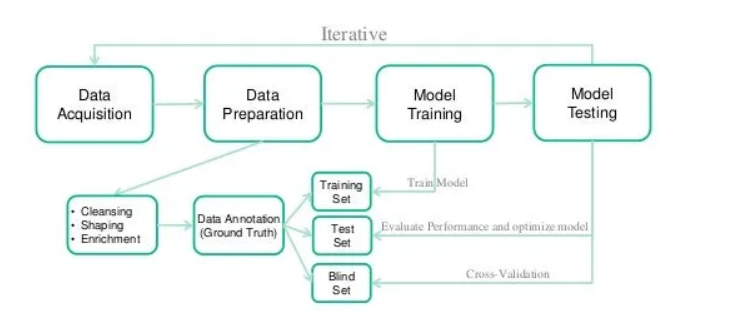 Iterative
Data
Acquisition
Data
Preparation
Model
Training
Model
Testing
• Cleansing
• Shaping
• Enrichment
Data Annotation
(Ground Truth)
Training
Set
Train Model
Test
Set
Evaluate Performance and optimize model
Blind
Set
Cross-Validation